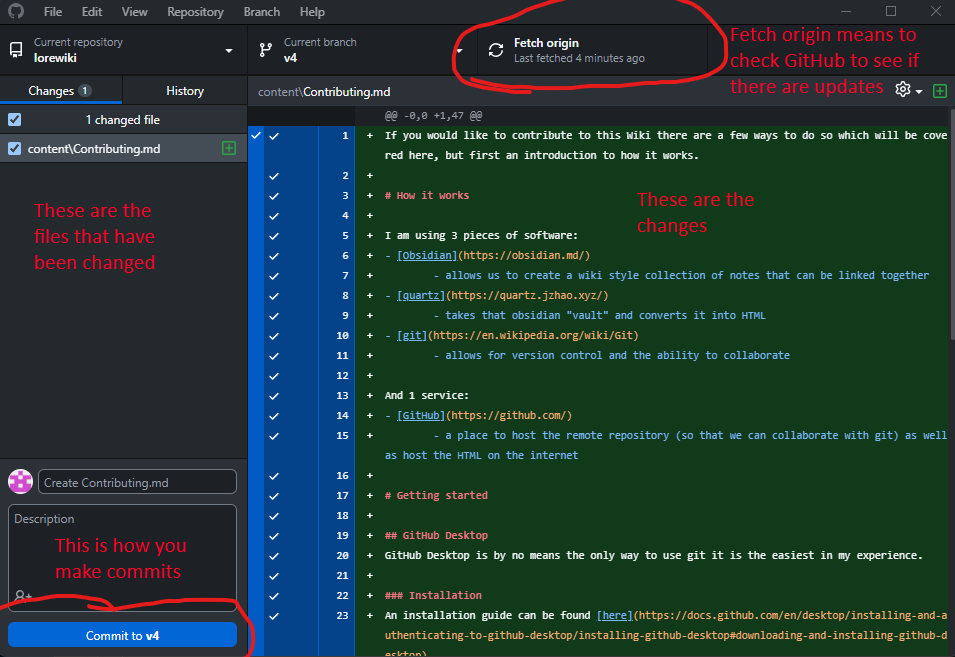 File Edit View Repository Branch Help
Current repository
lorewiki
Current branch
v4
Fetch origin
Last fetched 4 minutes ago
Fetch origin means to
check GitHub to see if
there are updates
Changes 1 History
content\Contributing.md
1 changed file
content\Contributing.md
@@ -0,0 +1,47 @@
1 + If you would like to contribute to this Wiki there are a few ways to do so which will be cove
red here, but first an introduction to how it works.
2 +
3 + # How it works
4 +
5 + I am using 3 pieces of software:
6 + - [Obsidian](https://obsidian.md/)
7 + - allows us to create a wiki style collection of notes that can be linked together
8 + - [quartz](https://quartz.jzhao.xyz/)
9 + - takes that obsidian "vault" and converts it into HTML
10 + - [git](https://en.wikipedia.org/wiki/Git)
11 + - allows for version control and the ability to collaborate
12 +
13 + And 1 service:
14 + - [GitHub](https://github.com/)
15 + - a place to host the remote repository (so that we can collaborate with git) as well
as host the HTML on the internet
16 +
17 + # Getting started
18 +
19 + ## GitHub Desktop
20 + GitHub Desktop is by no means the only way to use git it is the easiest in my experience.
21 +
22 + ### Installation
23 + An installation guide can be found [here](https://docs.github.com/en/desktop/installing-and-a
uthenticating-to-github-desktop/installing-github-desktop#downloading-and-installing-github-d
esktop)
These are the
changes
These are the
files that have
been changed
Create Contributing.md
Description
This is how you
make commits
Commit to v4